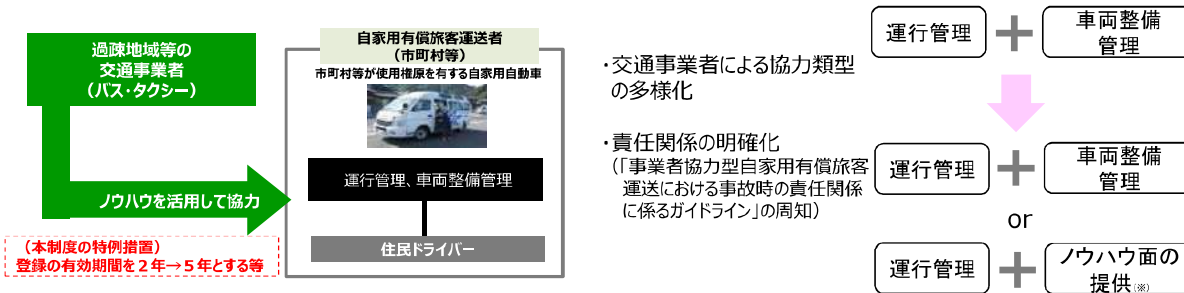 過疎地域等の
交通事業者
（バス・タクシー）
ノウハウを活用して協力
（本制度の特例措置）
登録の有効期間を２年→５年とする等
自家用有償旅客運送者
（市町村等）
市町村等が使用権原を有する自家用自動車
運行管理、車両整備管理
住民ドライバー
・交通事業者による協力類型
の多様化
・責任関係の明確化
（「事業者協力型自家用有償旅客
運送における事故時の責任関係
に係るガイドライン」の周知）
運行管理
＋
車両整備
管理
運行管理
＋
車両整備
管理
or
運行管理
＋
ノウハウ面の
提供（※）